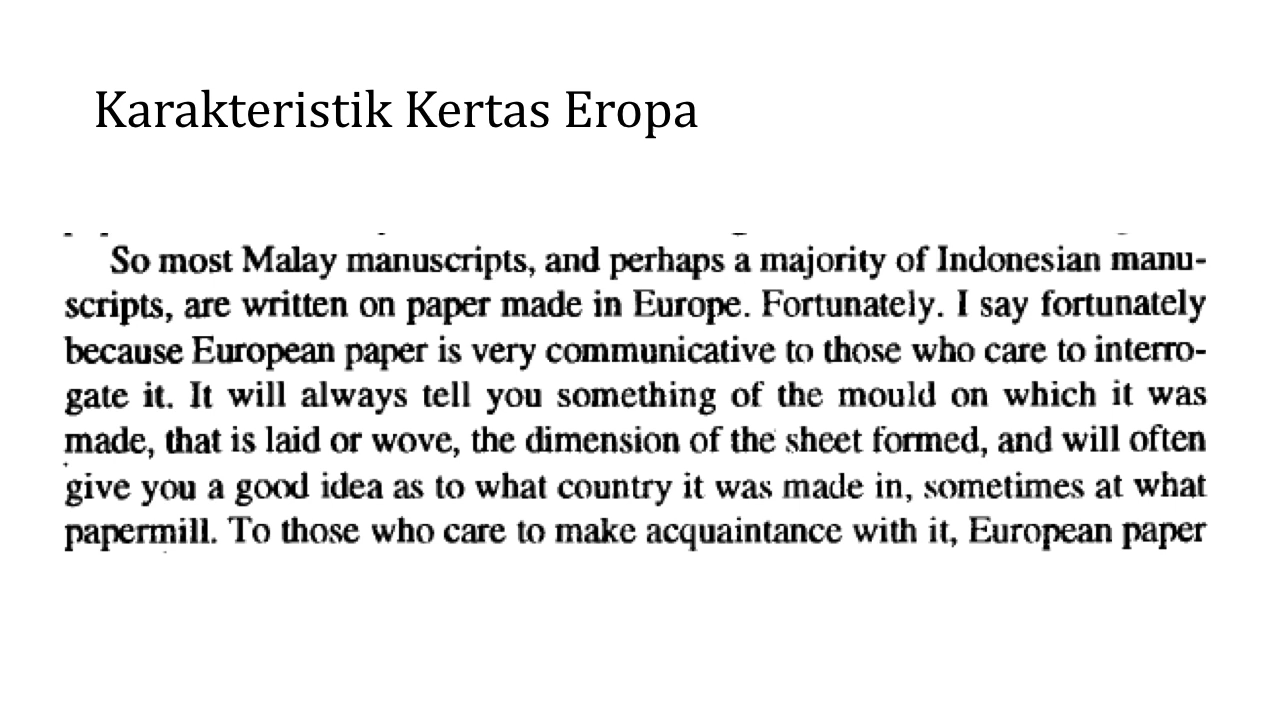 Karakteristik Kertas Eropa
So most Malay manuscripts, and perhaps a majority of Indonesian manu-
scripts, are written on paper made in Europe. Fortunately. I say fortunately
because European paper is very communicative to those who care to interro-
gate it. It will always tell you something of the mould on which it was
made, that is laid or wove, the dimension of the sheet formed, and will often
give you a good idea as to what country it was made in, sometimes at what
papermill. To those who care to make acquaintance with it, European paper